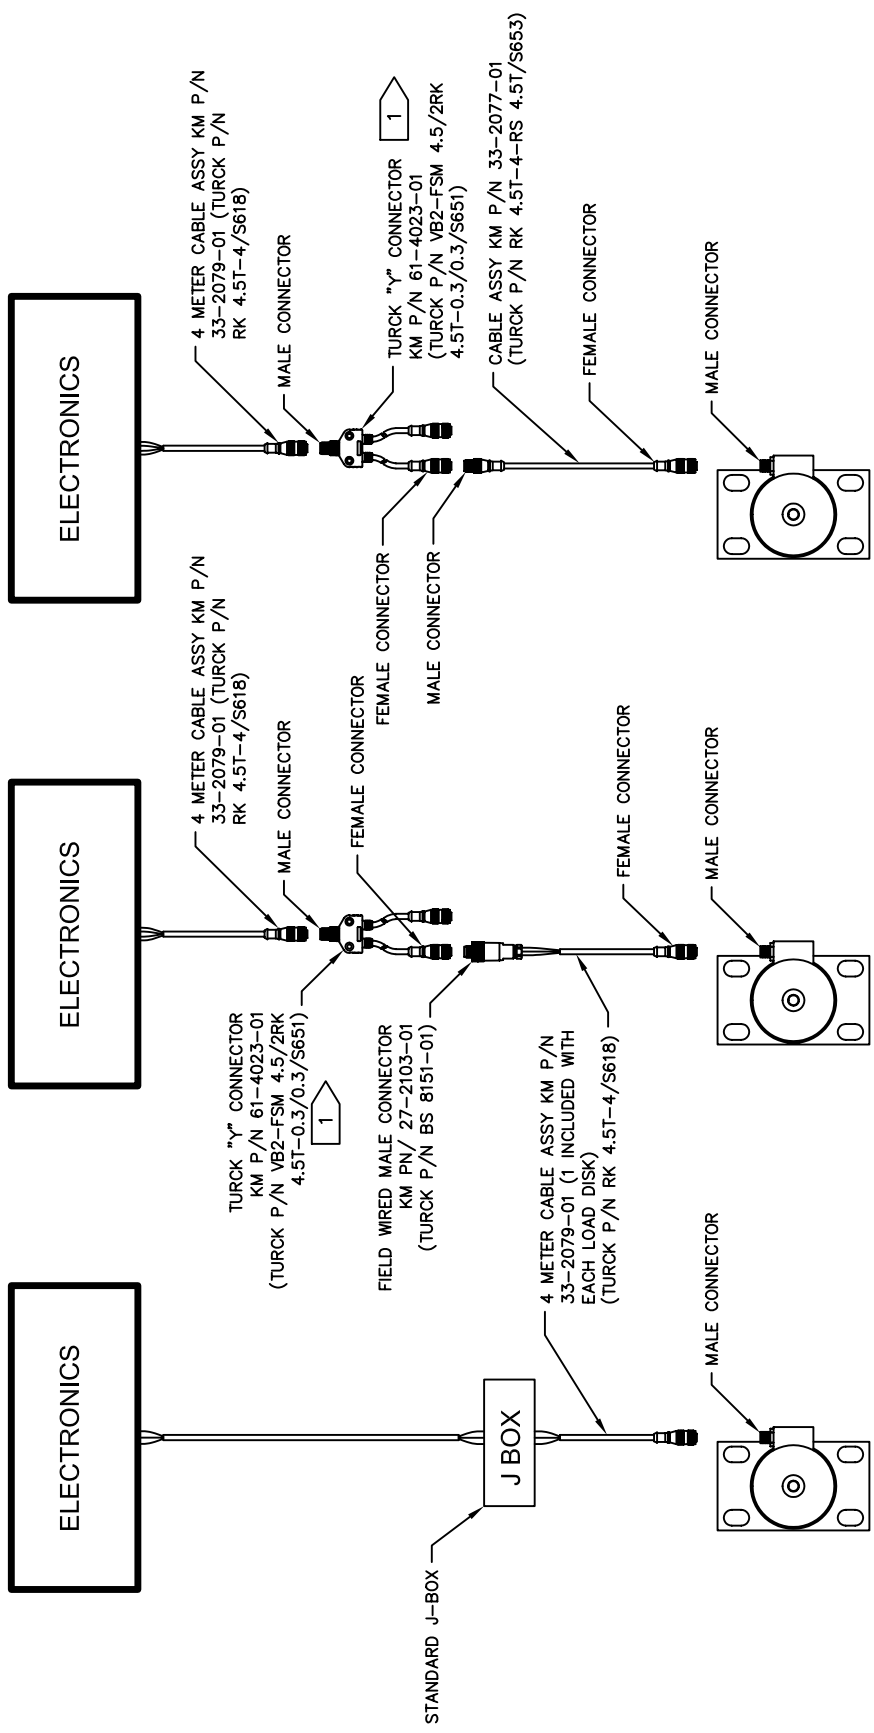 ELECTRONICS
4 METER CABLE ASSY KM P/N
33-2079-01 (TURCK P/N
RK 4.5T-4/S618)
MALE CONNECTOR
TURCK "Y" CONNECTOR
KM P/N 61-4023-01
(TURCK P/N VB2-FSM 4.5/2RK
4.5T-0.3/0.3/S651)
1
FEMALE CONNECTOR
MALE CONNECTOR
CABLE ASSY KM P/N 33-2077-01
(TURCK P/N RK 4.5T-4-RS 4.5T/S653)
FEMALE CONNECTOR
MALE CONNECTOR
ELECTRONICS
4 METER CABLE ASSY KM P/N
33-2079-01 (TURCK P/N
RK 4.5T-4/S618)
MALE CONNECTOR
TURCK "Y" CONNECTOR
KM P/N 61-4023-01
(TURCK P/N VB2-FSM 4.5/2RK
4.5T-0.3/0.3/S651)
1
FEMALE CONNECTOR
FIELD WIRED MALE CONNECTOR
KM PN/ 27-2103-01
(TURCK P/N BS 8151-01)
FEMALE CONNECTOR
MALE CONNECTOR
ELECTRONICS
STANDARD J-BOX
J BOX
4 METER CABLE ASSY KM P/N
33-2079-01 (1 INCLUDED WITH
EACH LOAD DISK)
(TURCK P/N RK 4.5T-4/S618)
MALE CONNECTOR